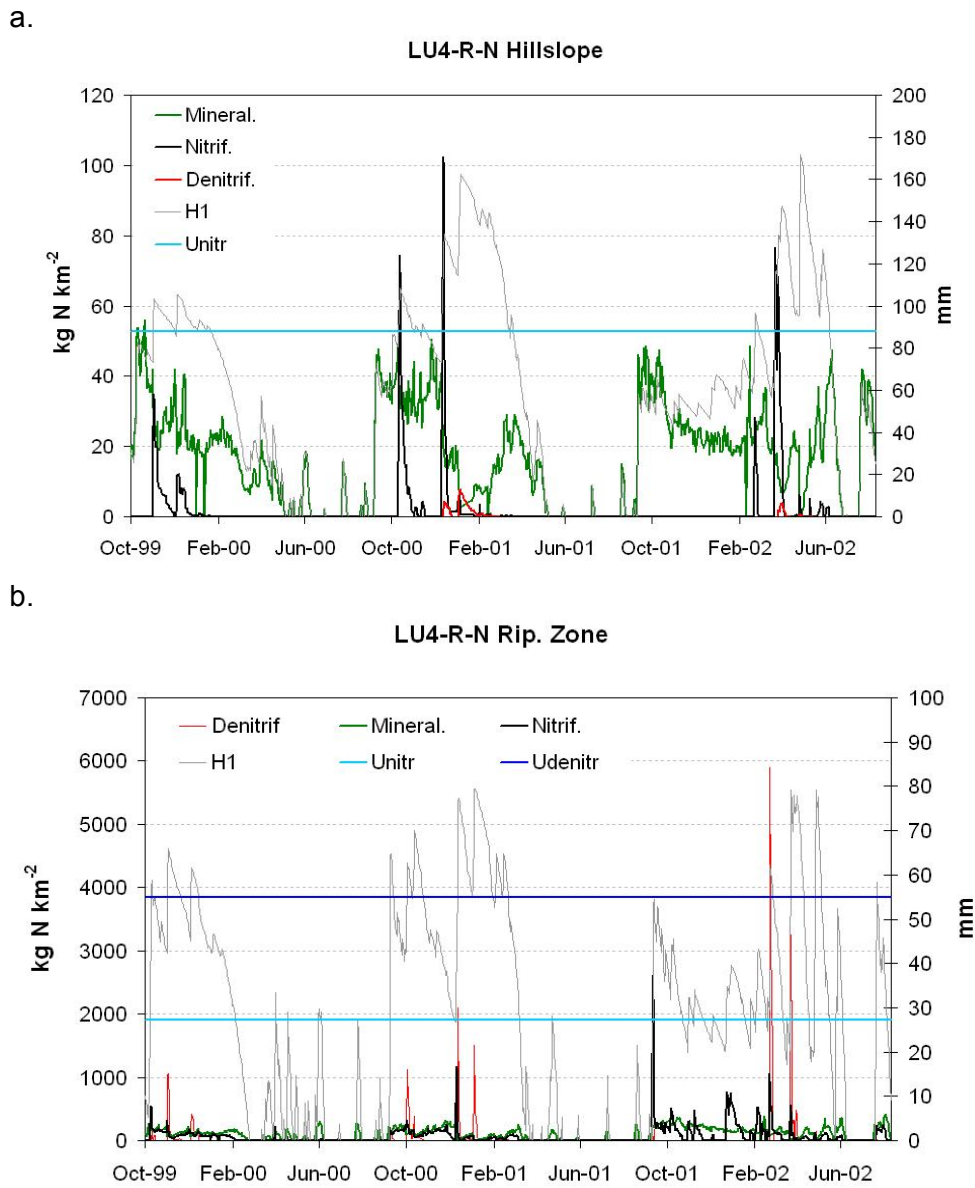 a.
LU4-R-N Hillslope
120 200
Mineral. 180
100 Nitrif. 160
Denitrif.
80 H1 140
Unitr 120
60 100
80
40 60
20 40
20
0 0
Oct-99 Feb-00 Jun-00 Oct-00 Feb-01 Jun-01 Oct-01 Feb-02 Jun-02
kg N km-2
mm
b.
LU4-R-N Rip. Zone
7000 100
Denitrif Mineral. Nitrif.
6000 H1 Unitr Udenitr 90
80
5000 70
4000 60
50
3000 40
2000 30
20
1000 10
0 0
Oct-99 Feb-00 Jun-00 Oct-00 Feb-01 Jun-01 Oct-01 Feb-02 Jun-02
kg N km-2
mm